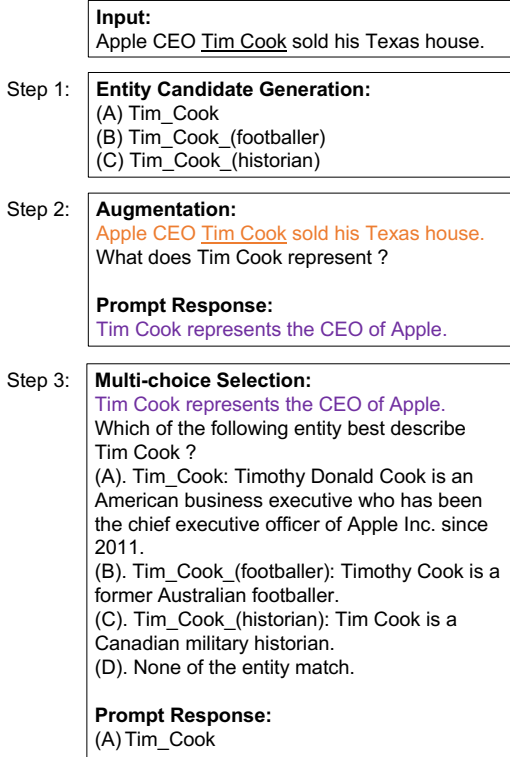 Input:
Apple CEO Tim Cook sold his Texas house.
Step 1:
Entity Candidate Generation:
(A) Tim_Cook
(B) Tim_Cook_(footballer)
(C) Tim_Cook_(historian)
Step 2:
Augmentation:
Apple CEO Tim Cook sold his Texas house.
What does Tim Cook represent ?
Prompt Response:
Tim Cook represents the CEO of Apple.
Step 3:
Multi-choice Selection:
Tim Cook represents the CEO of Apple.
Which of the following entity best describe
Tim Cook ?
(A). Tim_Cook: Timothy Donald Cook is an
American business executive who has been
the chief executive officer of Apple Inc. since
2011.
(B). Tim_Cook_(footballer): Timothy Cook is a
former Australian footballer.
(C). Tim_Cook_(historian): Tim Cook is a
Canadian military historian.
(D). None of the entity match.
Prompt Response:
(A) Tim_Cook